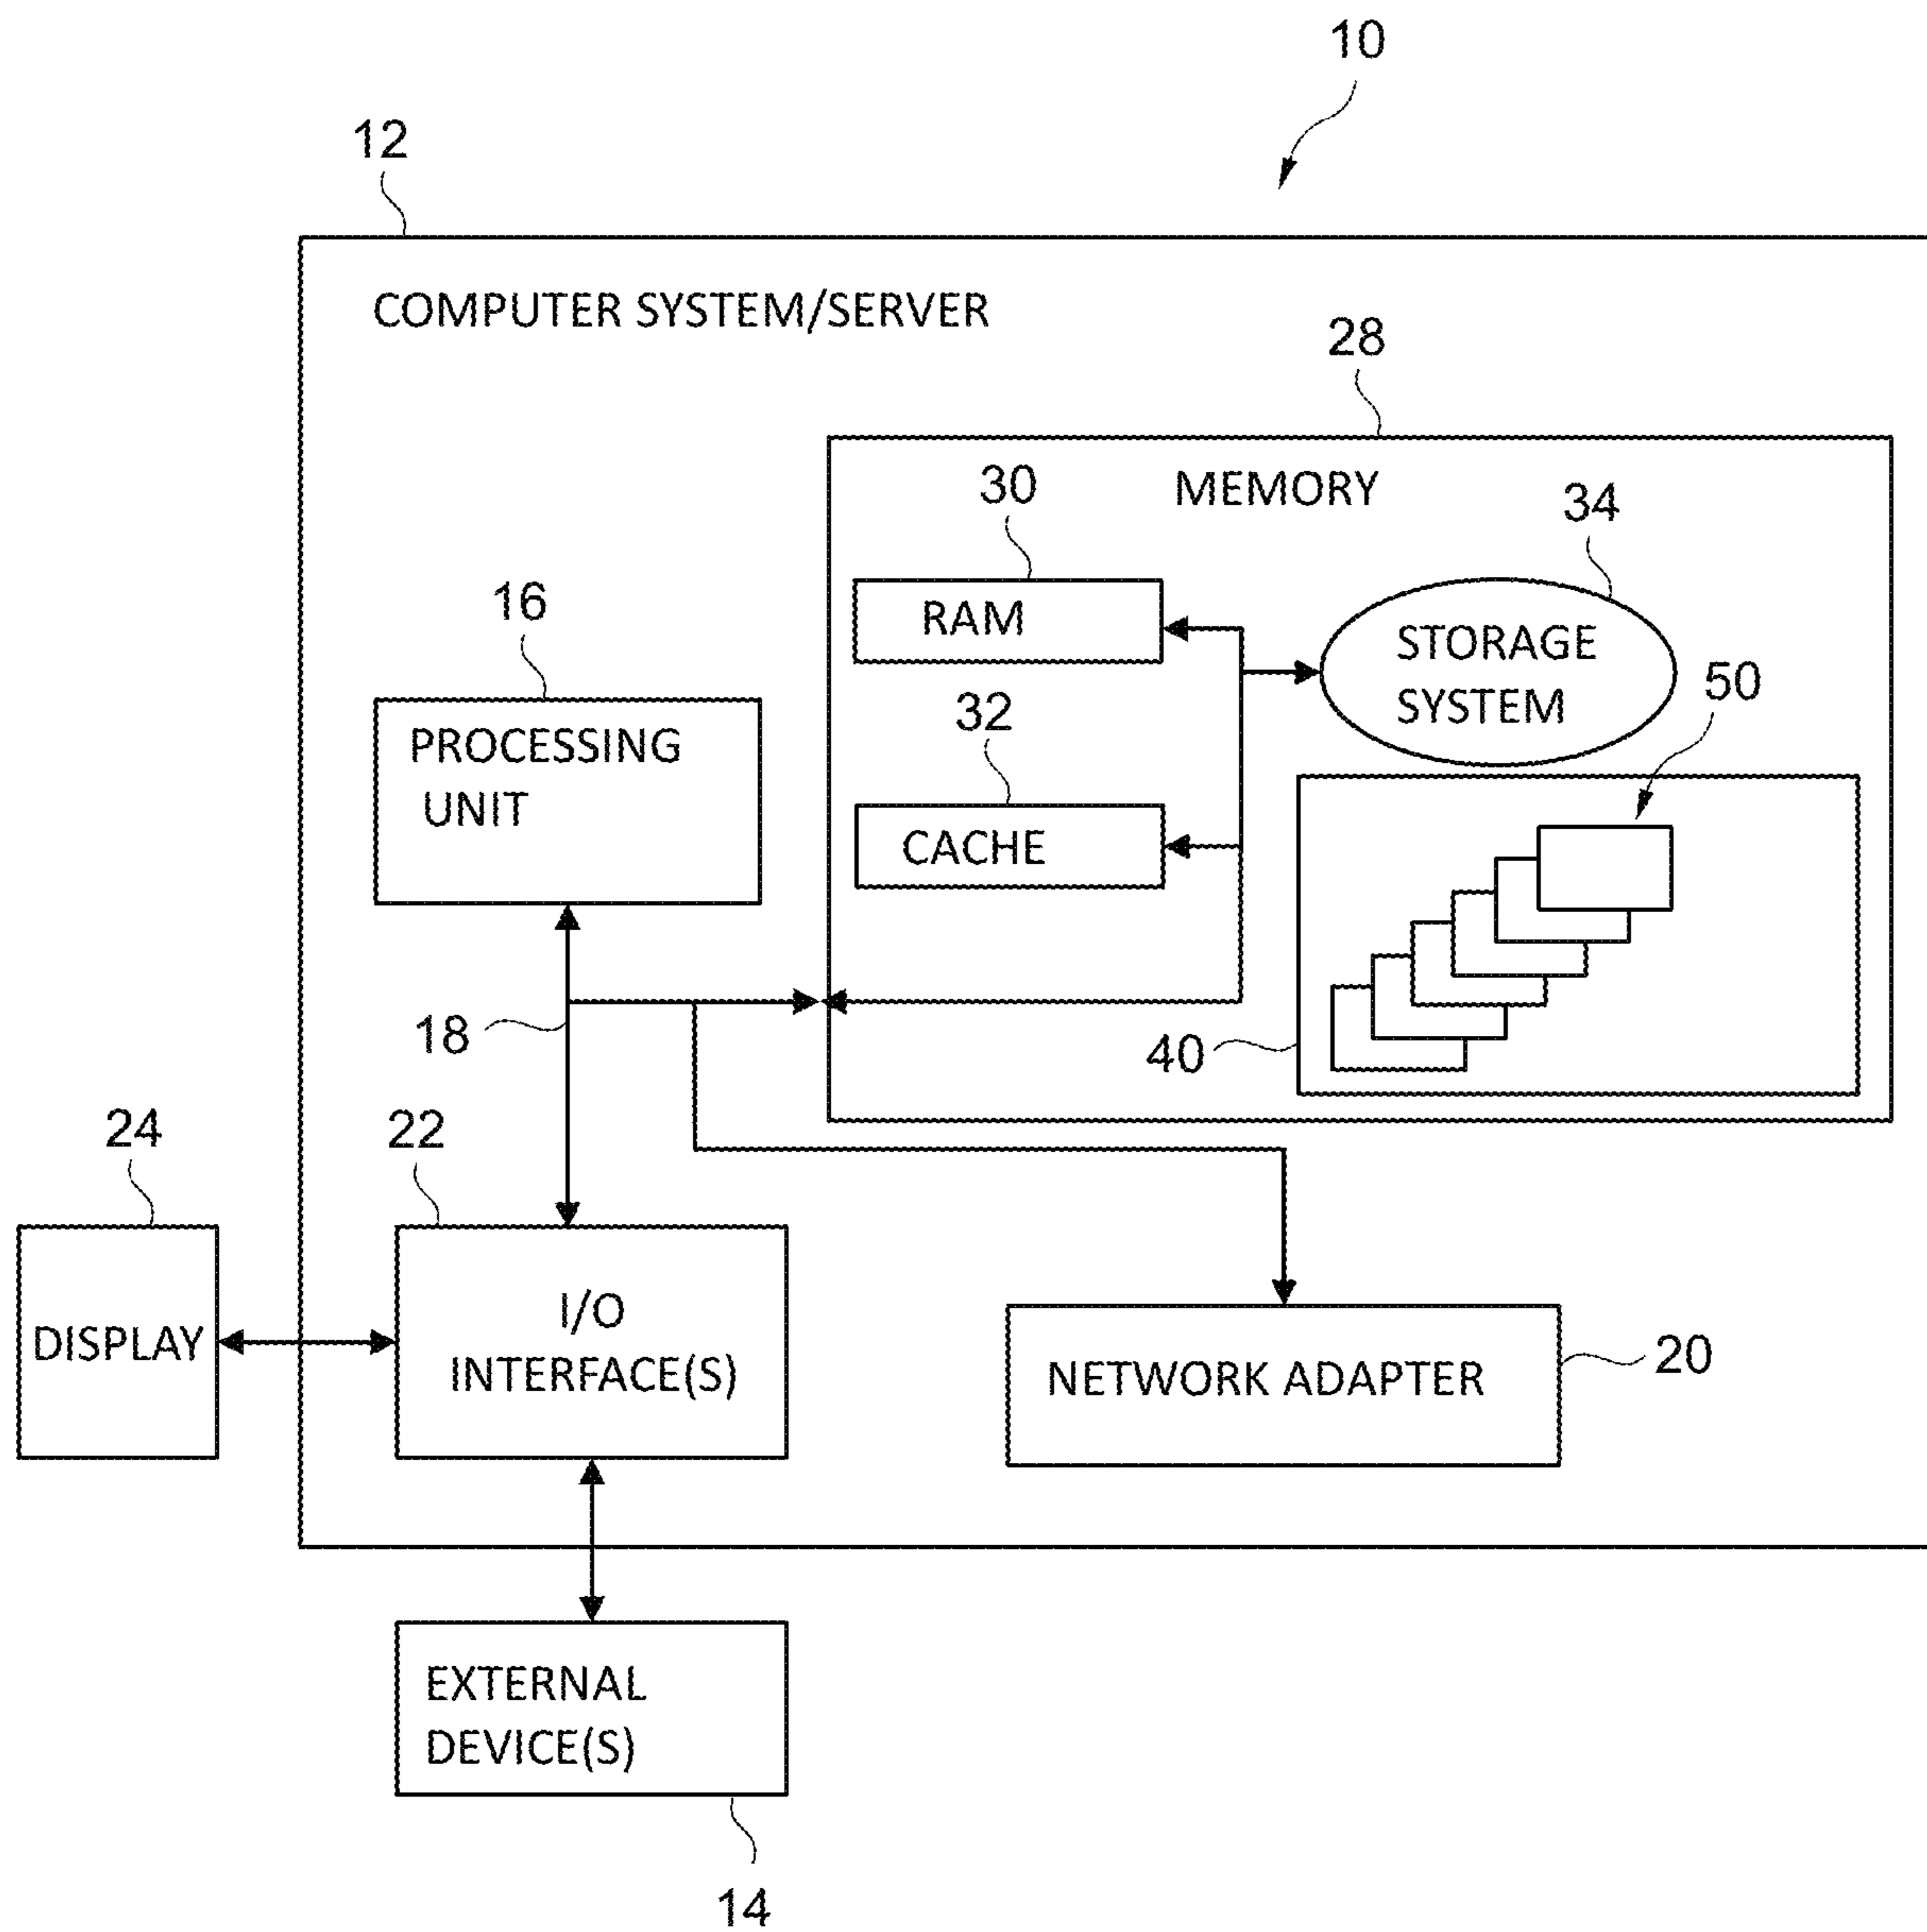 10
12
COMPUTER SYSTEM/SERVER
28
MEMORY
30
34
RAM
STORAGE
SYSTEM
16
50
PROCESSING
UNIT
32
CACHE
18
40
24
22
DISPLAY
I/O
INTERFACE(S)
NETWORK ADAPTER
20
EXTERNAL
DEVICE(S)
14